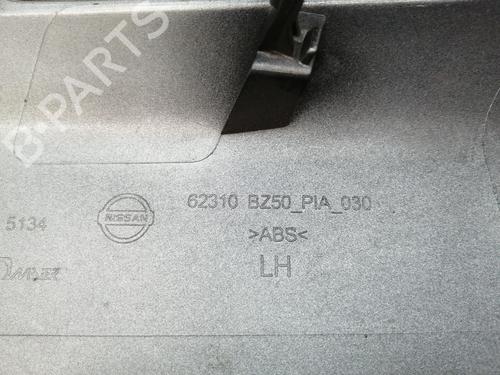 B-PARTS
5134
NISSAN
62310 BZ50_PIA_030
>ABS<
LH